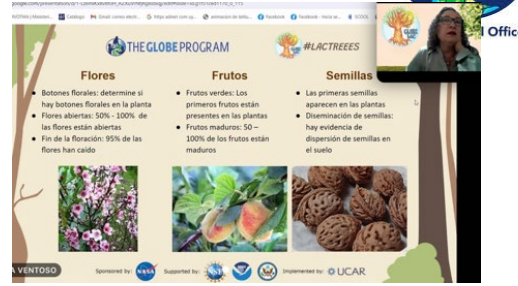 THE GLOBE PROGRAM
#LACTREEES
l Office
Flores
Botones florales: determine si
hay botones florales en la planta
Flores abiertas: 50% - 100% de
las flores están abiertas
Fin de la floración: 95% de las
flores han caído
Frutos
Frutos verdes: Los
primeros frutos están
presentes en las plantas
Frutos maduros: 50 –
100% de los frutos están
maduros
Semillas
Las primeras semillas
aparecen en las plantas
Diseminación de semillas:
hay evidencia de
dispersión de semillas en
el suelo
A VENTOSO
Sponsored by: NASA
Supported by: NSF
Implemented by: UCAR